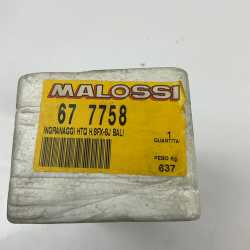 MALOSSI
67 7758
INGRANAGGI HTQ H.SFX-SJ BALI
1
QUANTITA'
PESO Kg.
637